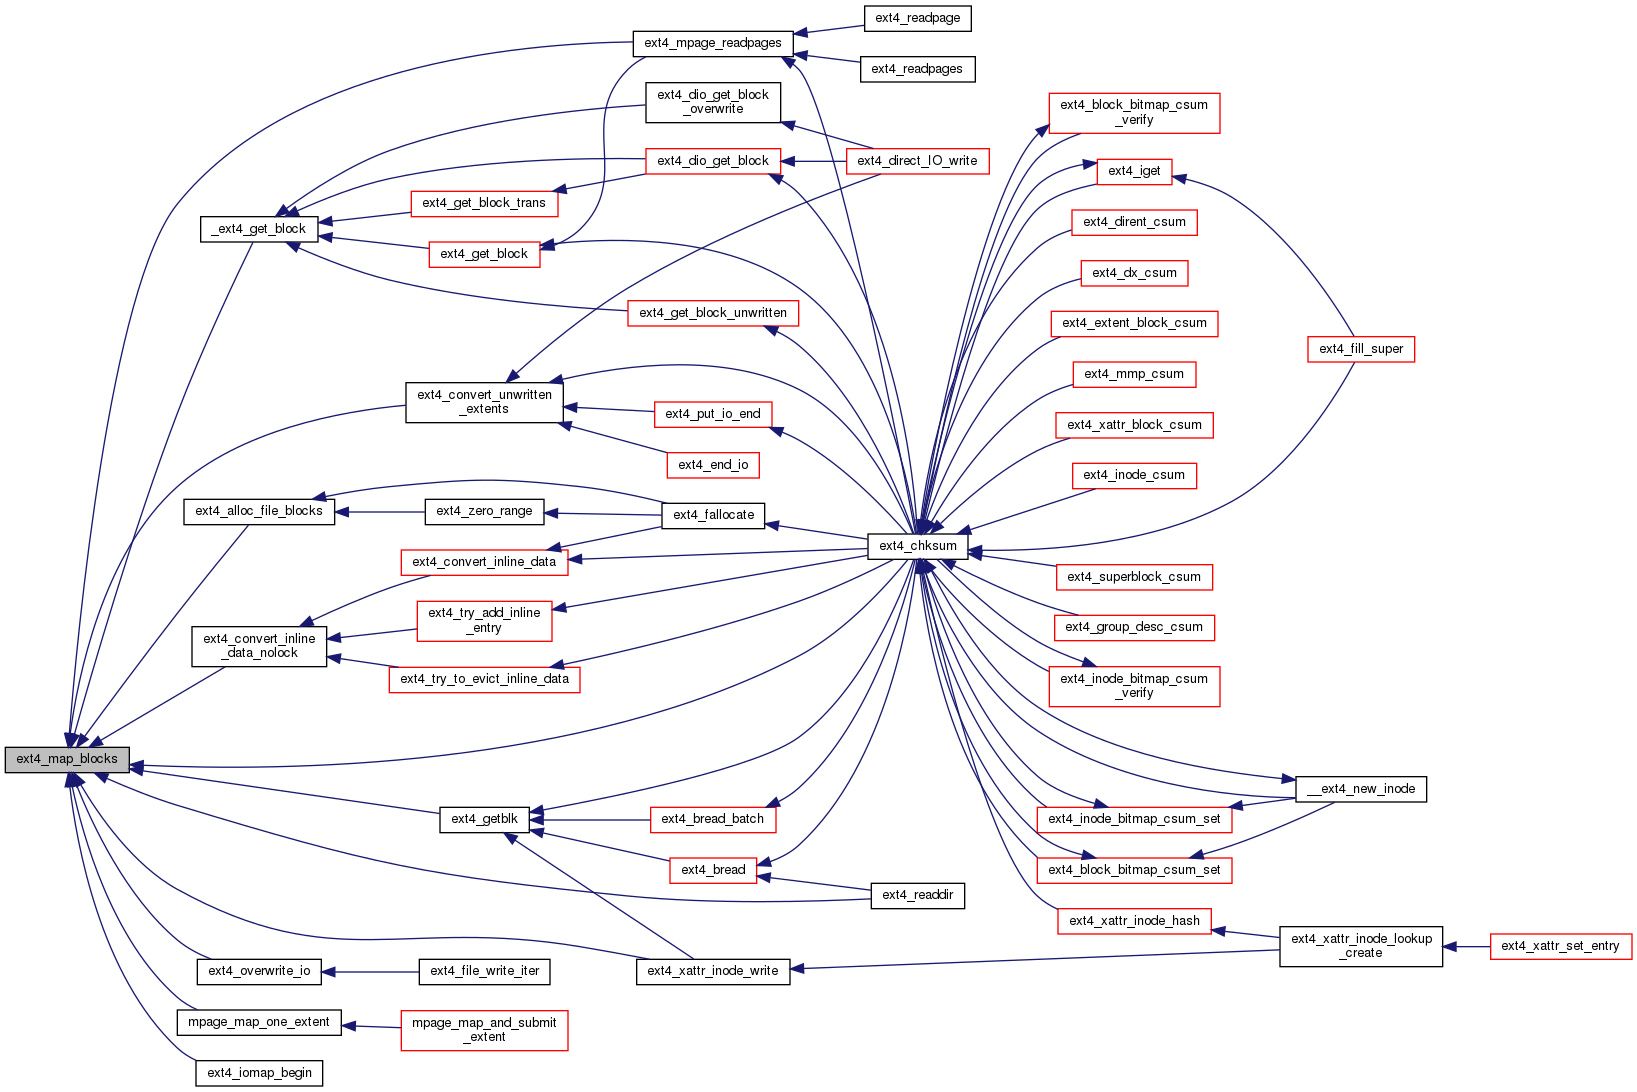 ext4_readpage
ext4_mpage_readpages
ext4_readpages
ext4_dio_get_block
_overwrite
ext4_block_bitmap_csum
_verify
ext4_dio_get_block
ext4_direct_IO_write
ext4_iget
ext4_get_block_trans
_ext4_get_block
ext4_dirent_csum
ext4_get_block
ext4_dx_csum
ext4_get_block_unwritten
ext4_extent_block_csum
ext4_fill_super
ext4_mmp_csum
ext4_convert_unwritten
_extents
ext4_put_io_end
ext4_xattr_block_csum
ext4_end_io
ext4_inode_csum
ext4_alloc_file_blocks
ext4_zero_range
ext4_fallocate
ext4_chksum
ext4_convert_inline_data
ext4_superblock_csum
ext4_try_add_inline
_entry
ext4_group_desc_csum
ext4_convert_inline
_data_nolock
ext4_try_to_evict_inline_data
ext4_inode_bitmap_csum
_verify
ext4_map_blocks
__ext4_new_inode
ext4_getblk
ext4_bread_batch
ext4_inode_bitmap_csum_set
ext4_bread
ext4_block_bitmap_csum_set
ext4_readdir
ext4_xattr_inode_hash
ext4_xattr_inode_lookup
_create
ext4_xattr_set_entry
ext4_overwrite_io
ext4_file_write_iter
ext4_xattr_inode_write
mpage_map_one_extent
mpage_map_and_submit
_extent
ext4_iomap_begin